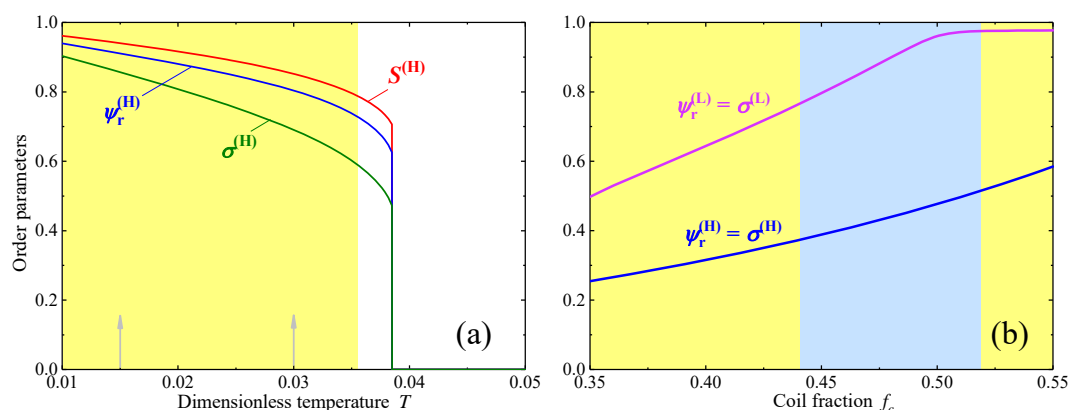 1.0
0.8
0.6
0.4
0.2
0.0
Order parameters
S(H)
ψr(H)
σ(H)
(a)
0.01 0.02 0.03 0.04 0.05
Dimensionless temperature T
1.0
0.8
0.6
0.4
0.2
0.0
ψr(L) = σ(L)
ψr(H) = σ(H)
(b)
0.35 0.40 0.45 0.50 0.55
Coil fraction fc